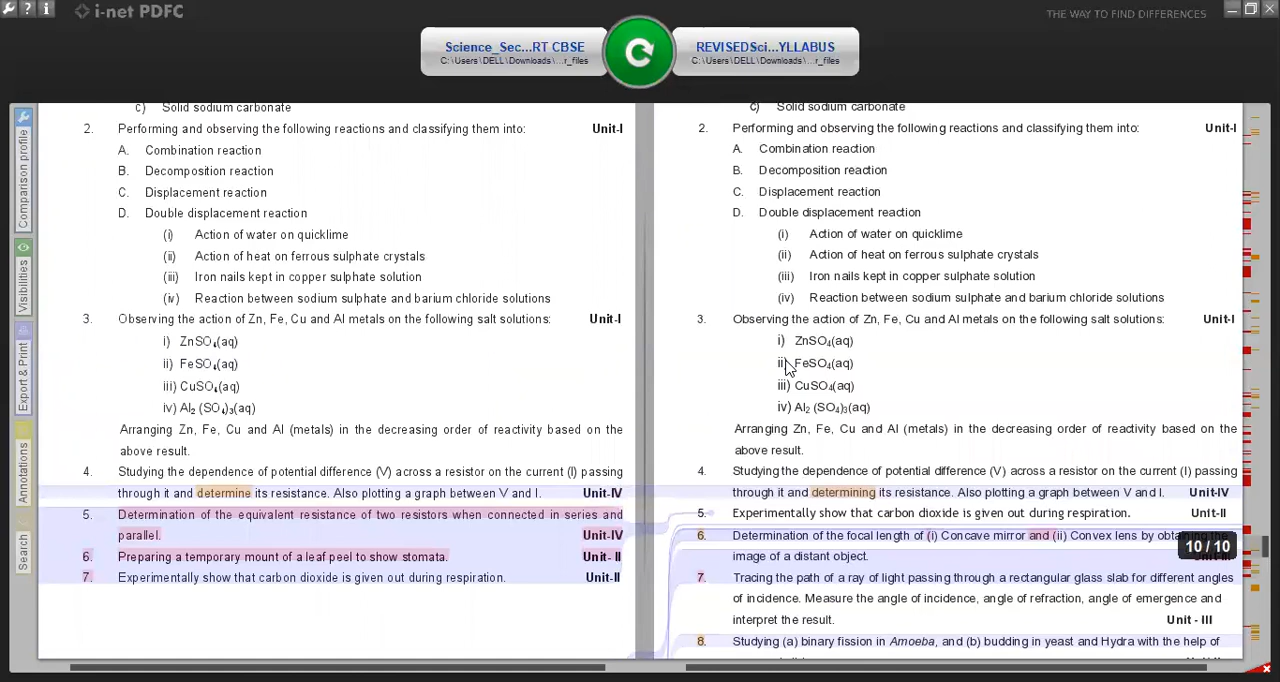 i-net PDFC
THE WAY TO FIND DIFFERENCES
Science_Sec...RT CBSE
C:\Users\DELL\Downloads\...r_files
REVISEDSci...YLLABUS
C:\Users\DELL\Downloads\...r_files
Comparison profile
Visibilities
Export & Print
Annotations
Search
c) Solid sodium carbonate
2. Performing and observing the following reactions and classifying them into: Unit-I
A. Combination reaction
B. Decomposition reaction
C. Displacement reaction
D. Double displacement reaction
(i) Action of water on quicklime
(ii) Action of heat on ferrous sulphate crystals
(iii) Iron nails kept in copper sulphate solution
(iv) Reaction between sodium sulphate and barium chloride solutions
3. Observing the action of Zn, Fe, Cu and Al metals on the following salt solutions: Unit-I
i) ZnSO₄(aq)
ii) FeSO₄(aq)
iii) CuSO₄(aq)
iv) Al₂ (SO₄)₃(aq)
Arranging Zn, Fe, Cu and Al (metals) in the decreasing order of reactivity based on the
above result.
4. Studying the dependence of potential difference (V) across a resistor on the current (I) passing
through it and determine its resistance. Also plotting a graph between V and I. Unit-IV
5. Determination of the equivalent resistance of two resistors when connected in series and
parallel. Unit-IV
6. Preparing a temporary mount of a leaf peel to show stomata. Unit- II
7. Experimentally show that carbon dioxide is given out during respiration. Unit-II
c) Solid sodium carbonate
2. Performing and observing the following reactions and classifying them into: Unit-I
A. Combination reaction
B. Decomposition reaction
C. Displacement reaction
D. Double displacement reaction
(i) Action of water on quicklime
(ii) Action of heat on ferrous sulphate crystals
(iii) Iron nails kept in copper sulphate solution
(iv) Reaction between sodium sulphate and barium chloride solutions
3. Observing the action of Zn, Fe, Cu and Al metals on the following salt solutions: Unit-I
i) ZnSO₄(aq)
ii) FeSO₄(aq)
iii) CuSO₄(aq)
iv) Al₂ (SO₄)₃(aq)
Arranging Zn, Fe, Cu and Al (metals) in the decreasing order of reactivity based on the
above result.
4. Studying the dependence of potential difference (V) across a resistor on the current (I) passing
through it and determining its resistance. Also plotting a graph between V and I. Unit-IV
5. Experimentally show that carbon dioxide is given out during respiration. Unit-II
6. Determination of the focal length of (i) Concave mirror and (ii) Convex lens by obtaining the
image of a distant object.
10 / 10
7. Tracing the path of a ray of light passing through a rectangular glass slab for different angles
of incidence. Measure the angle of incidence, angle of refraction, angle of emergence and
interpret the result. Unit - III
8. Studying (a) binary fission in Amoeba, and (b) budding in yeast and Hydra with the help of